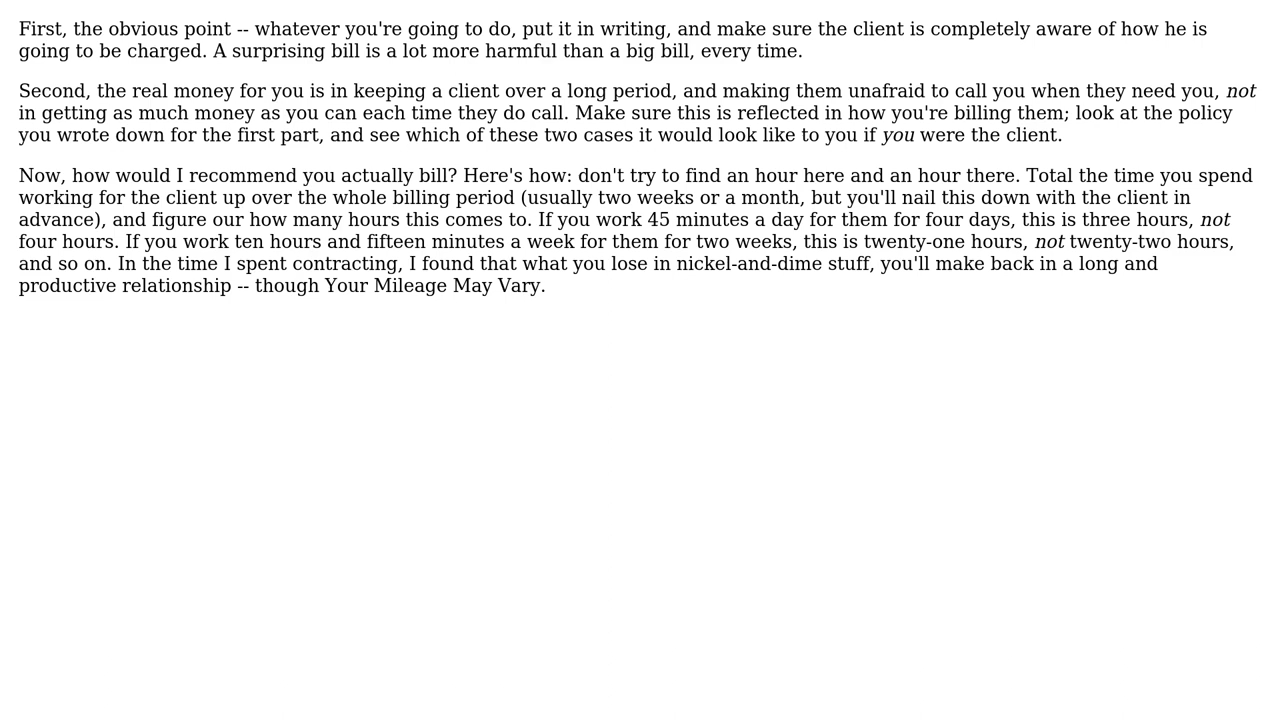 First, the obvious point -- whatever you're going to do, put it in writing, and make sure the client is completely aware of how he is
going to be charged. A surprising bill is a lot more harmful than a big bill, every time.
Second, the real money for you is in keeping a client over a long period, and making them unafraid to call you when they need you, not
in getting as much money as you can each time they do call. Make sure this is reflected in how you're billing them; look at the policy
you wrote down for the first part, and see which of these two cases it would look like to you if you were the client.
Now, how would I recommend you actually bill? Here's how: don't try to find an hour here and an hour there. Total the time you spend
working for the client up over the whole billing period (usually two weeks or a month, but you'll nail this down with the client in
advance), and figure our how many hours this comes to. If you work 45 minutes a day for them for four days, this is three hours, not
four hours. If you work ten hours and fifteen minutes a week for them for two weeks, this is twenty-one hours, not twenty-two hours,
and so on. In the time I spent contracting, I found that what you lose in nickel-and-dime stuff, you'll make back in a long and
productive relationship -- though Your Mileage May Vary.